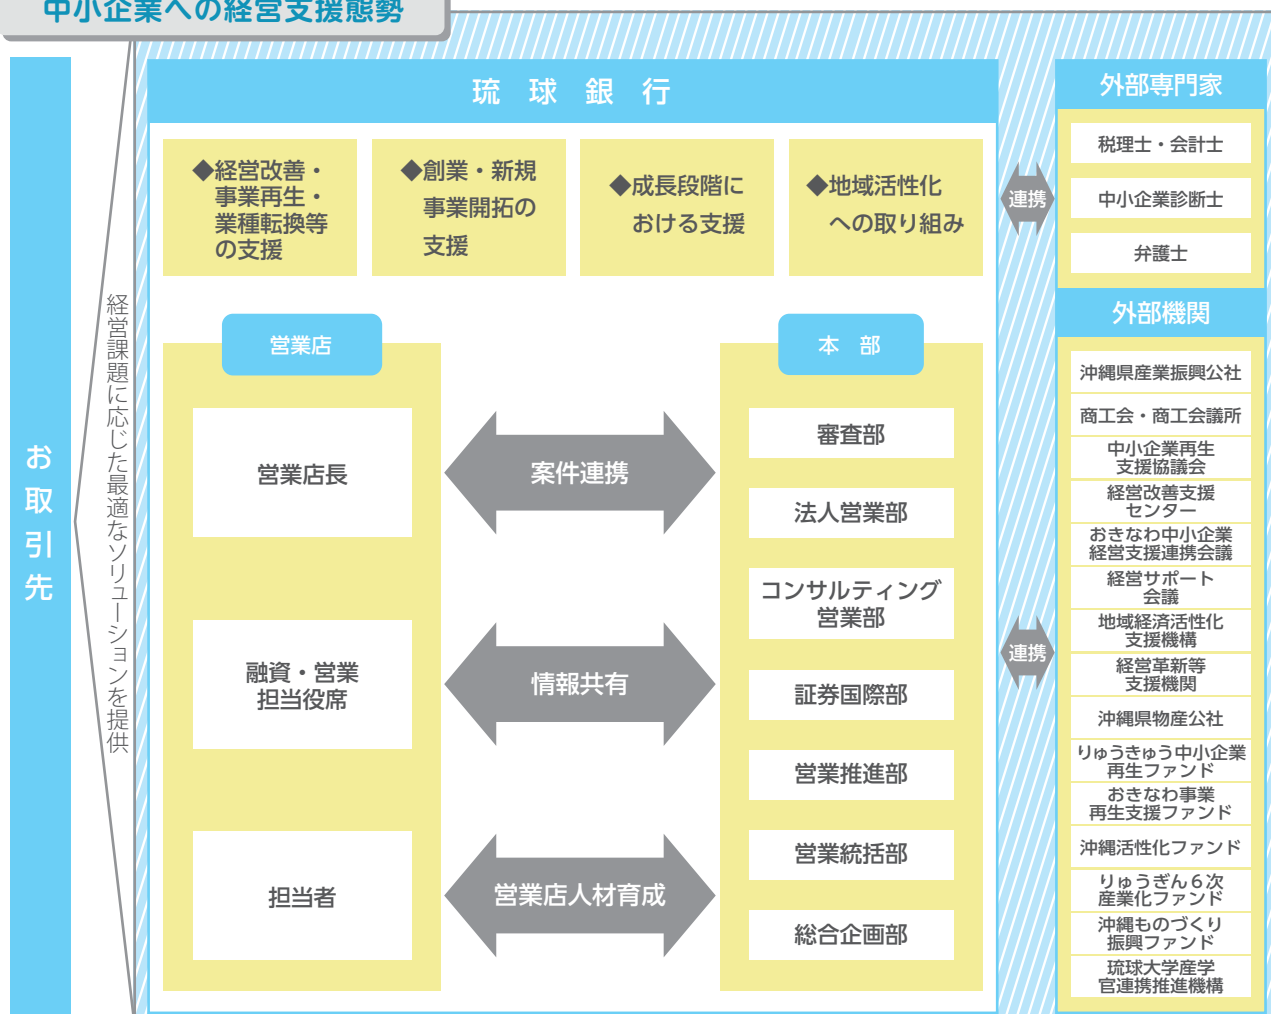 中小企業への経営支援態勢
お取引先
経営課題に応じた最適なソリューションを提供
琉球銀行
◆経営改善・
事業再生・
業種転換等
の支援
◆創業・新規
事業開拓の
支援
◆成長段階に
おける支援
◆地域活性化
への取り組み
営業店
営業店長
融資・営業
担当役席
担当者
案件連携
情報共有
営業店人材育成
本部
審査部
法人営業部
コンサルティング
営業部
証券国際部
営業推進部
営業統括部
総合企画部
連携
連携
外部専門家
税理士・会計士
中小企業診断士
弁護士
外部機関
沖縄県産業振興公社
商工会・商工会議所
中小企業再生
支援協議会
経営改善支援
センター
おきなわ中小企業
経営支援連携会議
経営サポート
会議
地域経済活性化
支援機構
経営革新等
支援機関
沖縄県物産公社
りゅうきゅう中小企業
再生ファンド
おきなわ事業
再生支援ファンド
沖縄活性化ファンド
りゅうぎん6次
産業化ファンド
沖縄ものづくり
振興ファンド
琉球大学産学
官連携推進機構